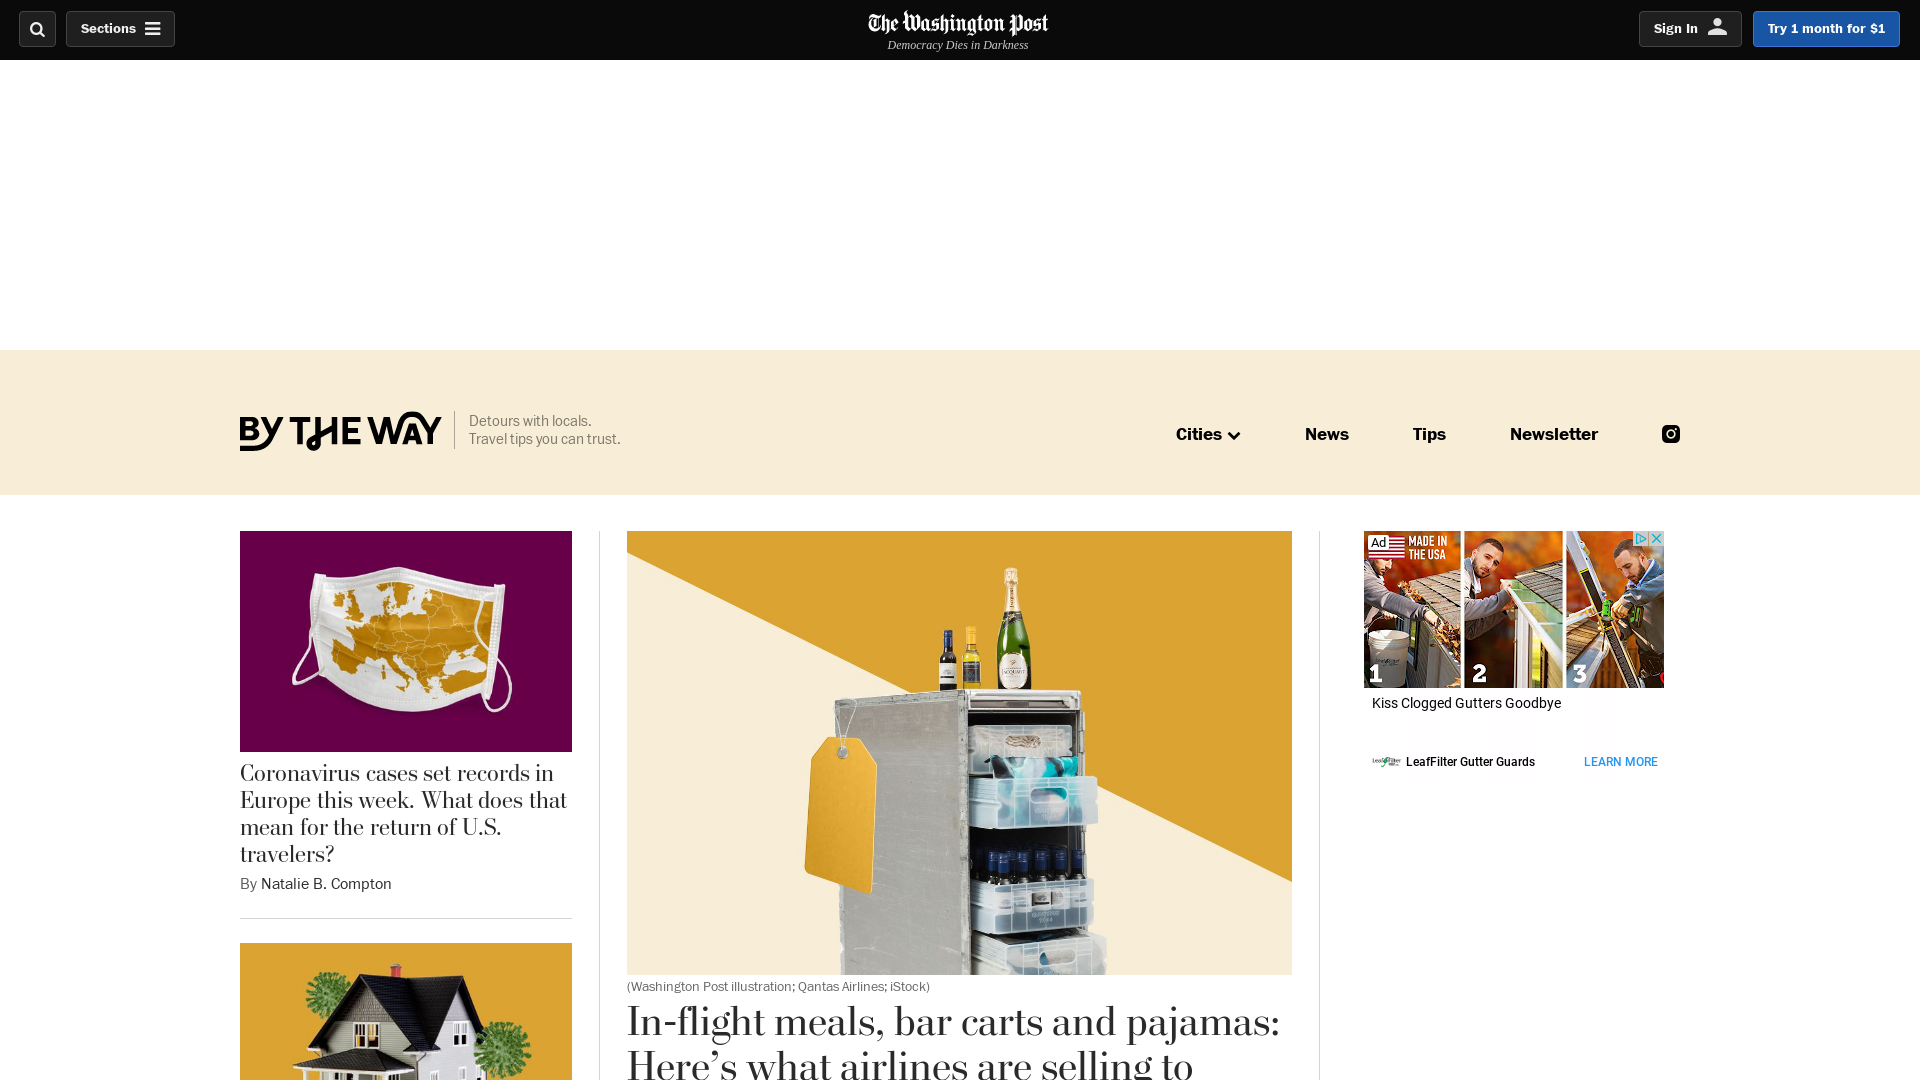 Sections
The Washington Post
Democracy Dies in Darkness
Sign In
Try 1 month for $1
BY THE WAY
Detours with locals.
Travel tips you can trust.
Cities
News
Tips
Newsletter
Coronavirus cases set records in
Europe this week. What does that
mean for the return of U.S.
travelers?
By Natalie B. Compton
(Washington Post illustration; Qantas Airlines; iStock)
In-flight meals, bar carts and pajamas:
Here’s what airlines are selling to
Ad
MADE IN
THE USA
1
2
3
Kiss Clogged Gutters Goodbye
LeafFilter Gutter Guards
LEARN MORE